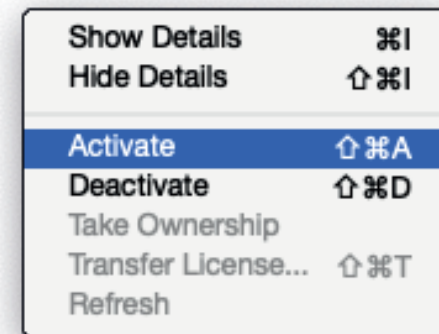 Show Details ⌘I
Hide Details ⇧⌘I
Activate ⇧⌘A
Deactivate ⇧⌘D
Take Ownership
Transfer License... ⇧⌘T
Refresh